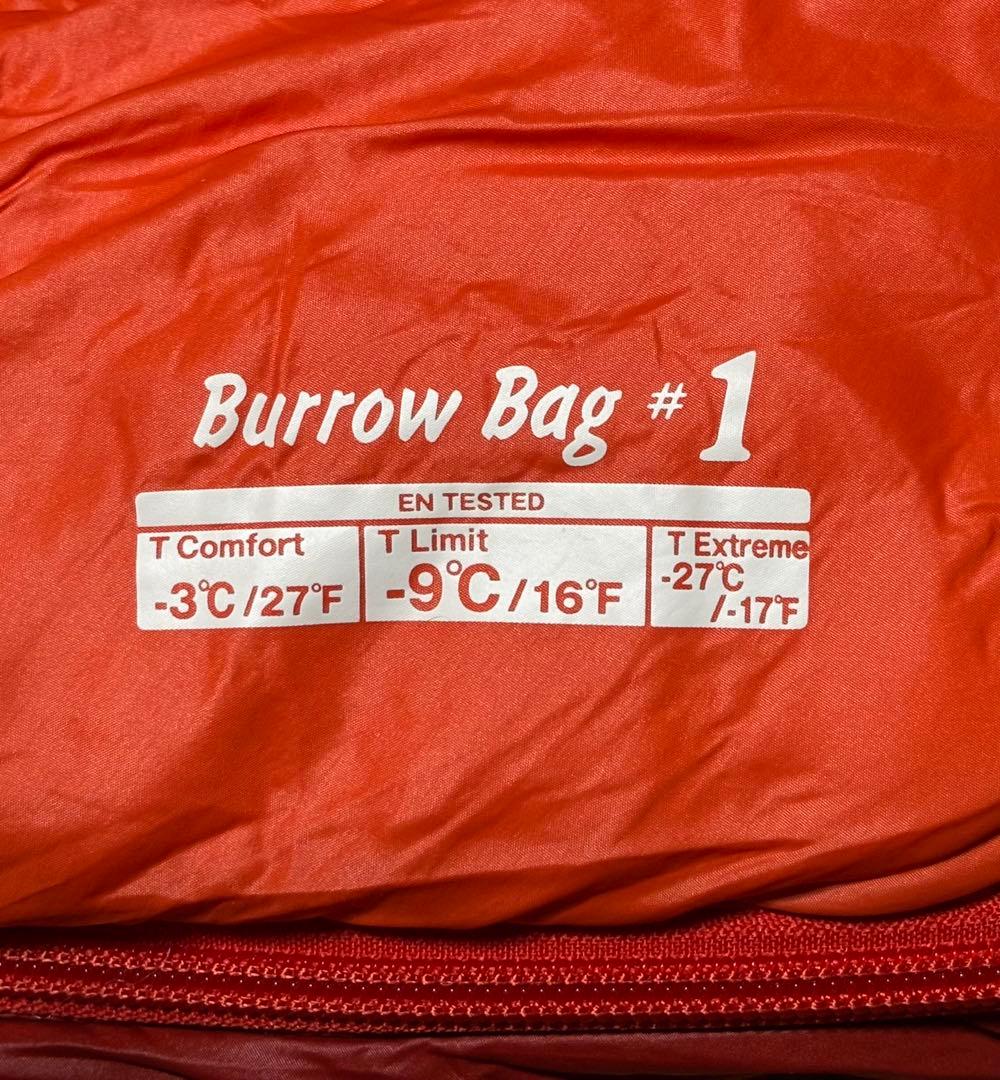 Burrow Bag #1
EN TESTED
T Comfort
-3°C/27°F
T Limit
-9°C/16°F
T Extreme
-27°C
/-17°F